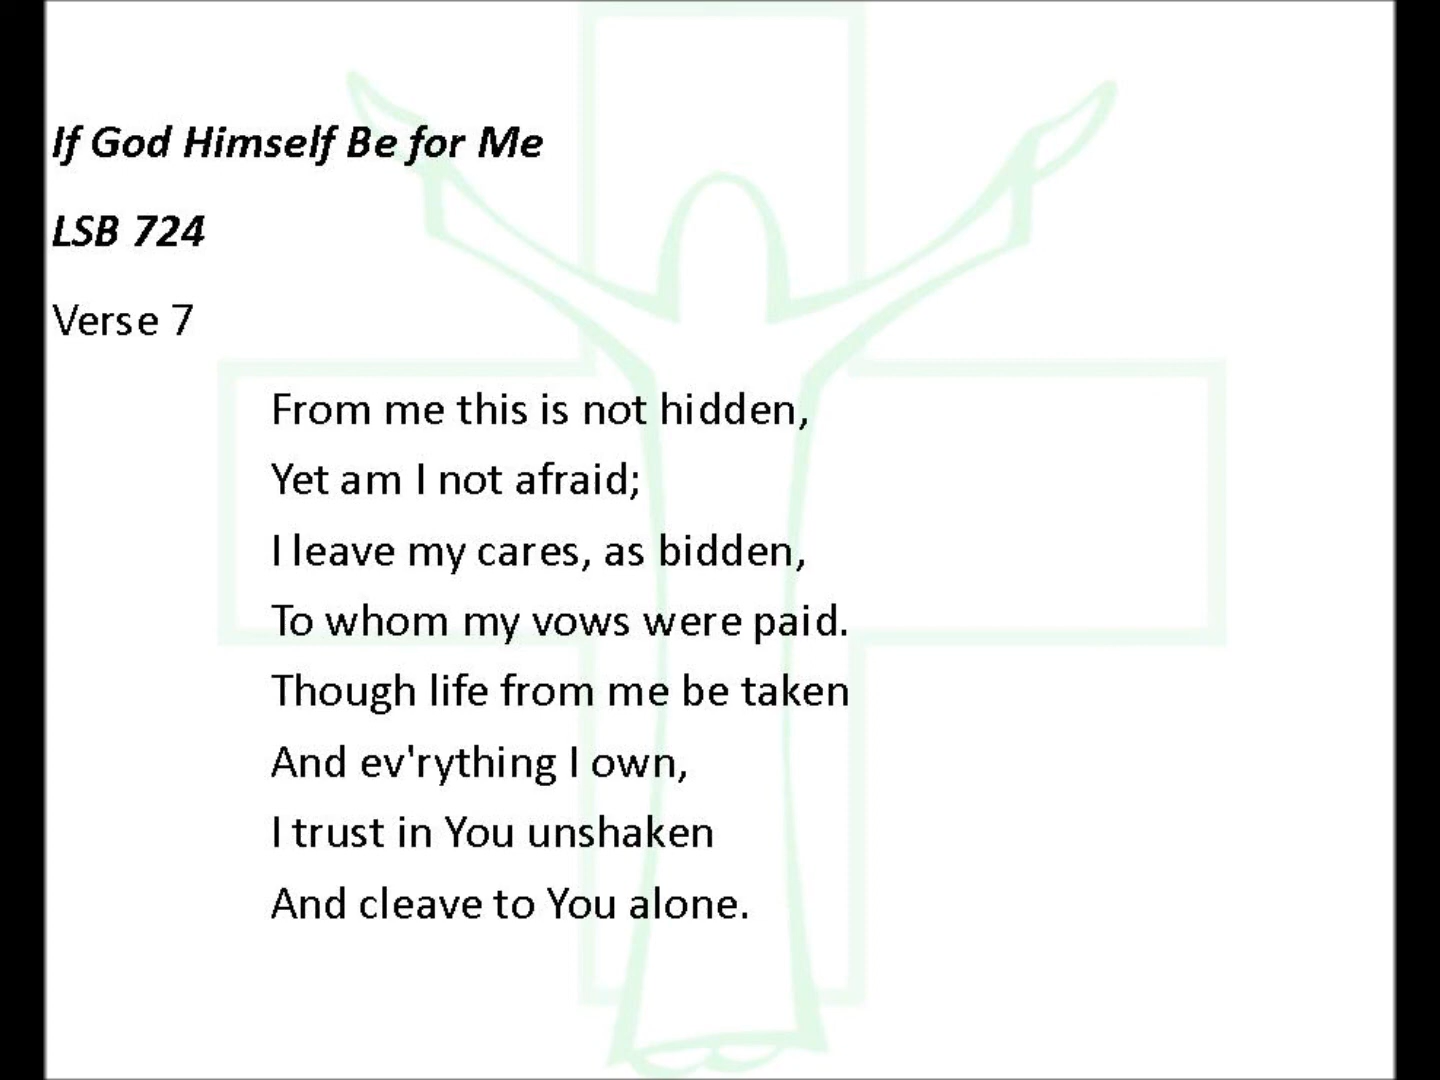 If God Himself Be for Me
LSB 724
Verse 7
From me this is not hidden,
Yet am I not afraid;
I leave my cares, as bidden,
To whom my vows were paid.
Though life from me be taken
And ev'rything I own,
I trust in You unshaken
And cleave to You alone.